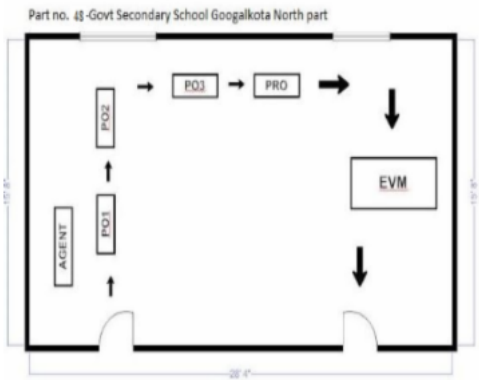 Part no. 48 -Govt Secondary School Googalkota North part
PO3
PRO
PO2
EVM
PO1
AGENT